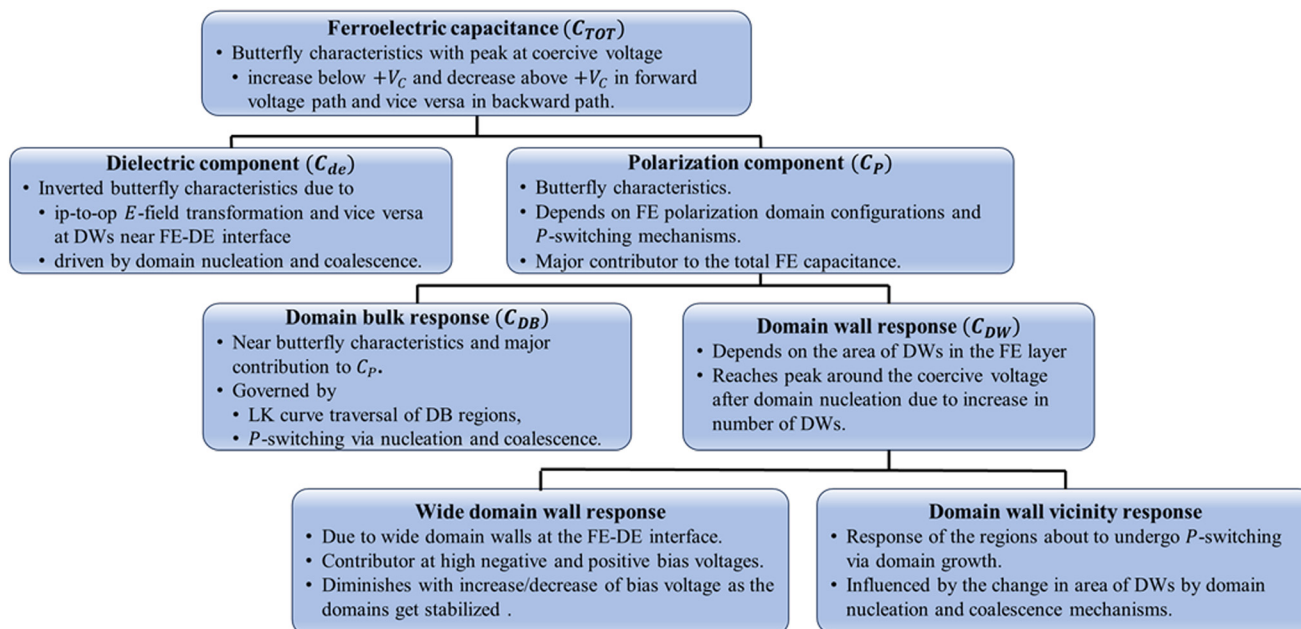 Ferroelectric capacitance (C_TOT)
• Butterfly characteristics with peak at coercive voltage
• increase below +V_C and decrease above +V_C in forward
voltage path and vice versa in backward path.
Dielectric component (C_de)
• Inverted butterfly characteristics due to
• ip-to-op E-field transformation and vice versa
at DWs near FE-DE interface
• driven by domain nucleation and coalescence.
Polarization component (C_P)
• Butterfly characteristics.
• Depends on FE polarization domain configurations and
P-switching mechanisms.
• Major contributor to the total FE capacitance.
Domain bulk response (C_DB)
• Near butterfly characteristics and major
contribution to C_P.
• Governed by
• LK curve traversal of DB regions,
• P-switching via nucleation and coalescence.
Domain wall response (C_DW)
• Depends on the area of DWs in the FE layer
• Reaches peak around the coercive voltage
after domain nucleation due to increase in
number of DWs.
Wide domain wall response
• Due to wide domain walls at the FE-DE interface.
• Contributor at high negative and positive bias voltages.
• Diminishes with increase/decrease of bias voltage as the
domains get stabilized .
Domain wall vicinity response
• Response of the regions about to undergo P-switching
via domain growth.
• Influenced by the change in area of DWs by domain
nucleation and coalescence mechanisms.